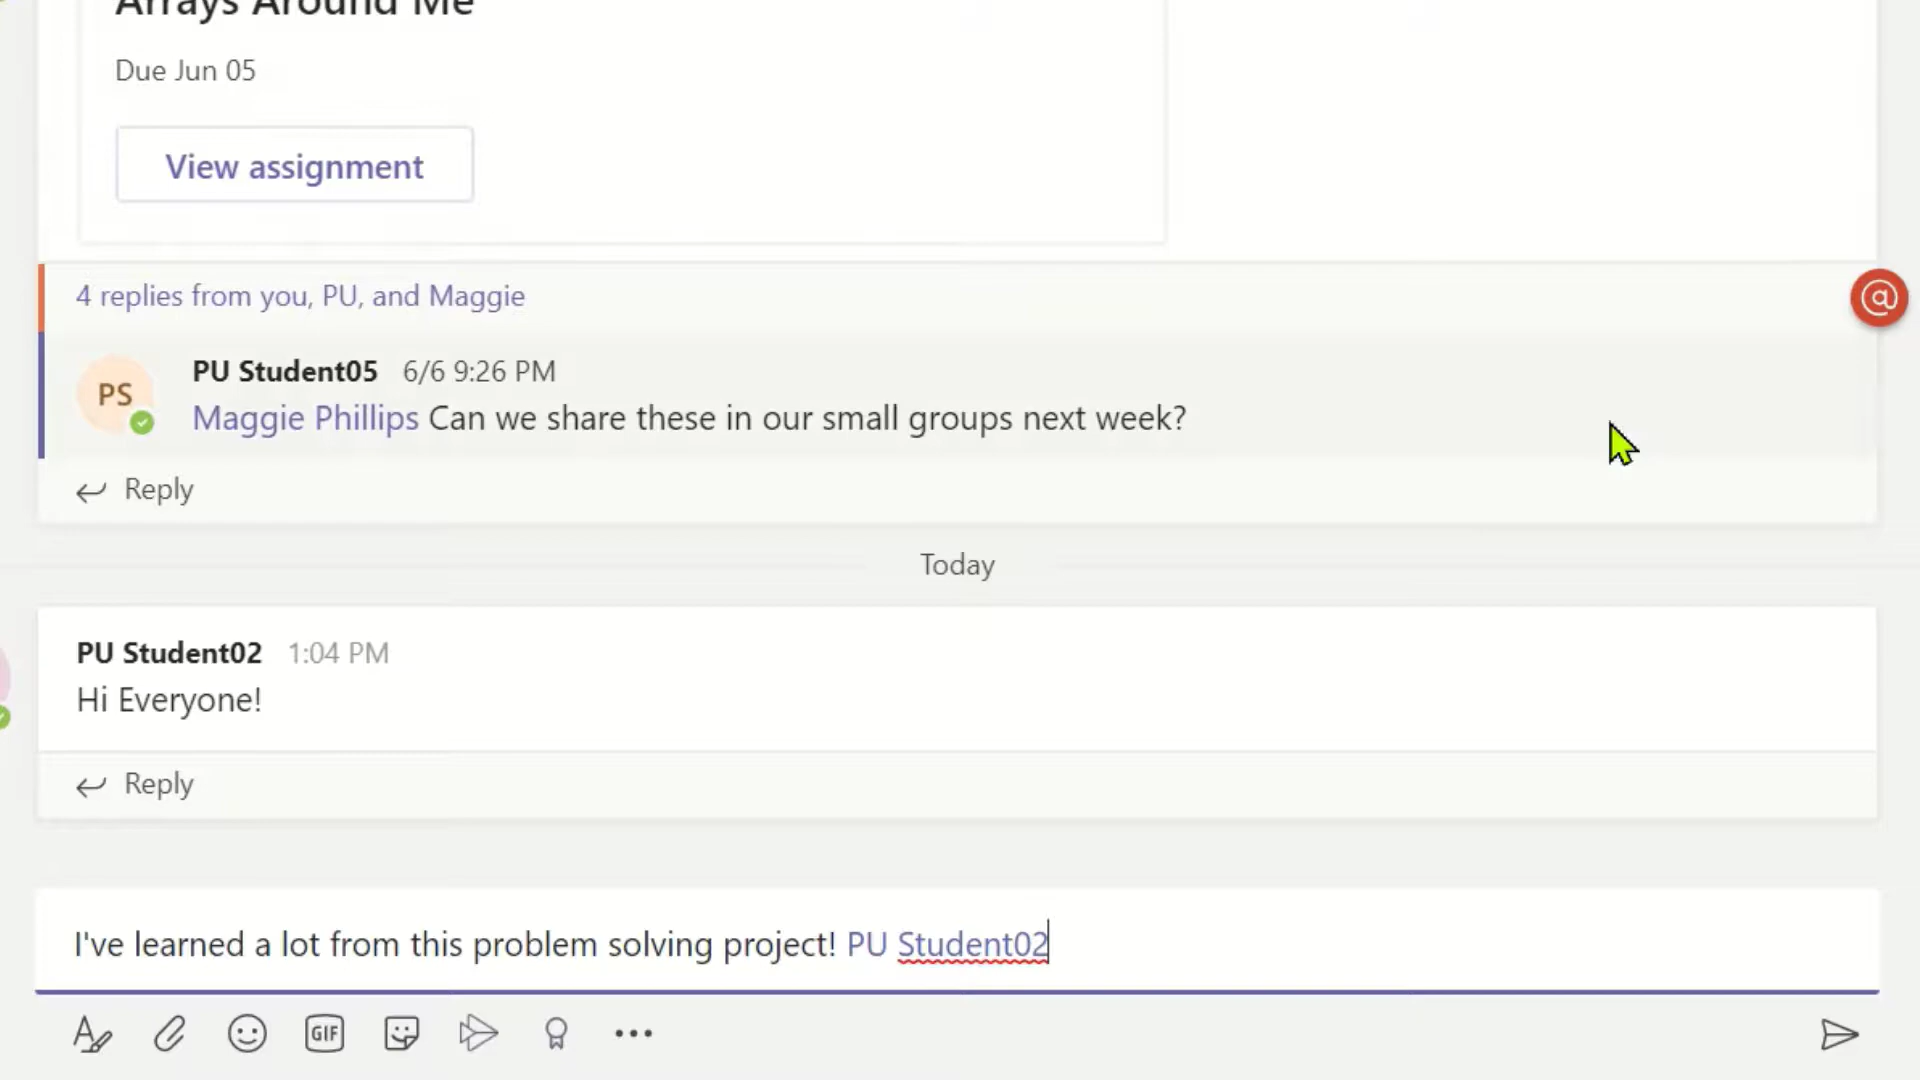 Arrays Around Me
Due Jun 05
View assignment
4 replies from you, PU, and Maggie
@
PU Student05 6/6 9:26 PM
PS
Maggie Phillips Can we share these in our small groups next week?
Reply
Today
PU Student02 1:04 PM
Hi Everyone!
Reply
I've learned a lot from this problem solving project! PU Student02
GIF